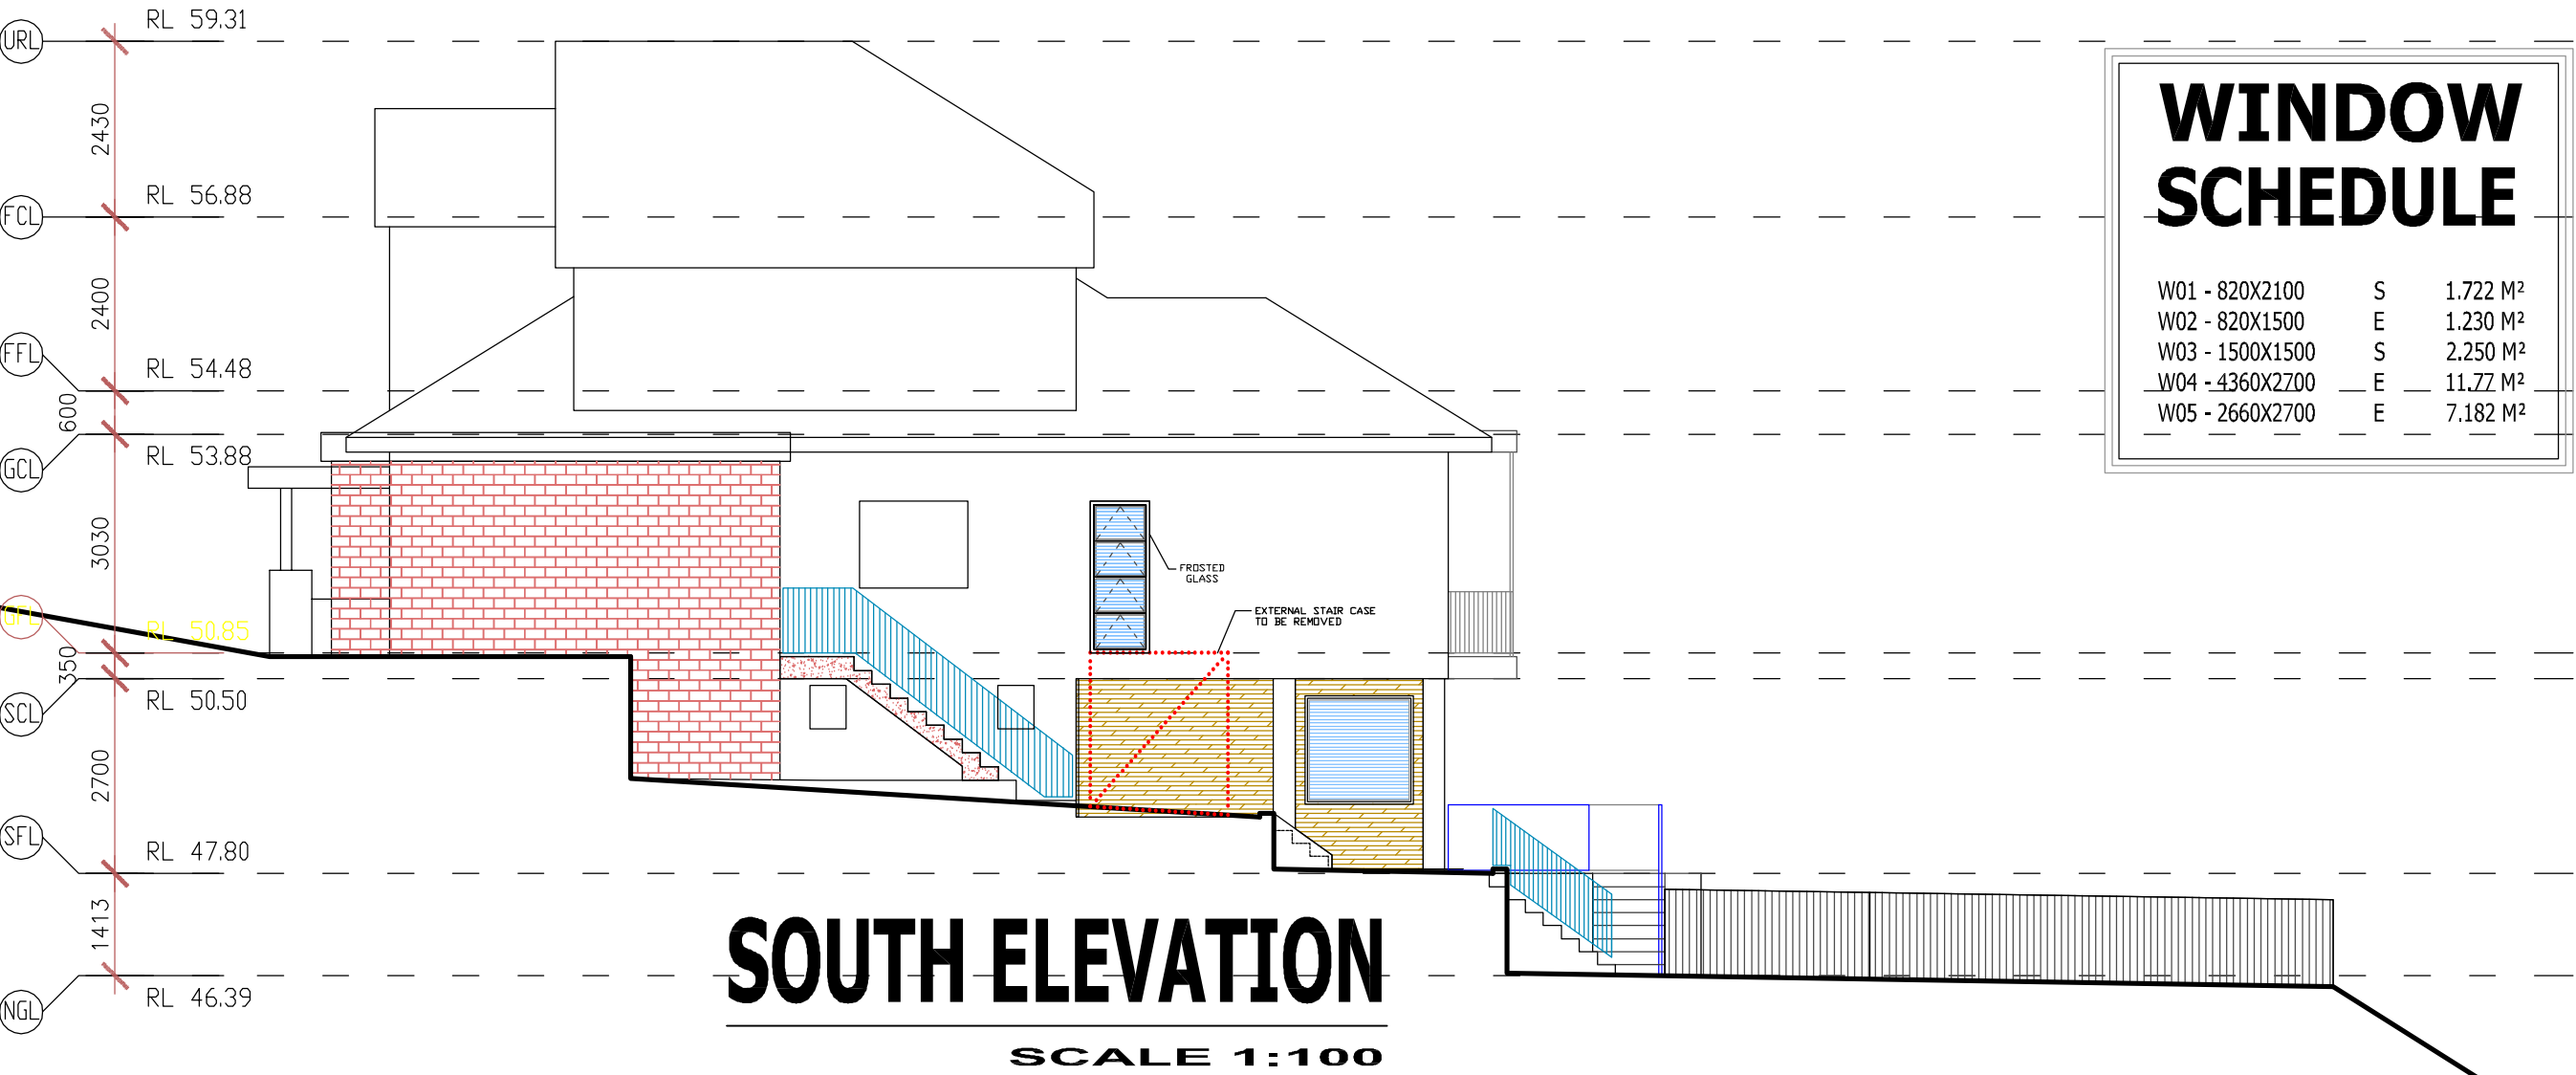 URL
RL 59.31
2430
FCL
RL 56.88
2400
FFL
RL 54.48
600
GCL
RL 53.88
3030
GFL
RL 50.85
350
SCL
RL 50.50
2700
SFL
RL 47.80
1413
NGL
RL 46.39
FROSTED
GLASS
EXTERNAL STAIR CASE
TO BE REMOVED
SOUTH ELEVATION
SCALE 1:100
WINDOW
SCHEDULE
W01 - 820X2100 S 1.722 M²
W02 - 820X1500 E 1.230 M²
W03 - 1500X1500 S 2.250 M²
W04 - 4360X2700 E 11.77 M²
W05 - 2660X2700 E 7.182 M²